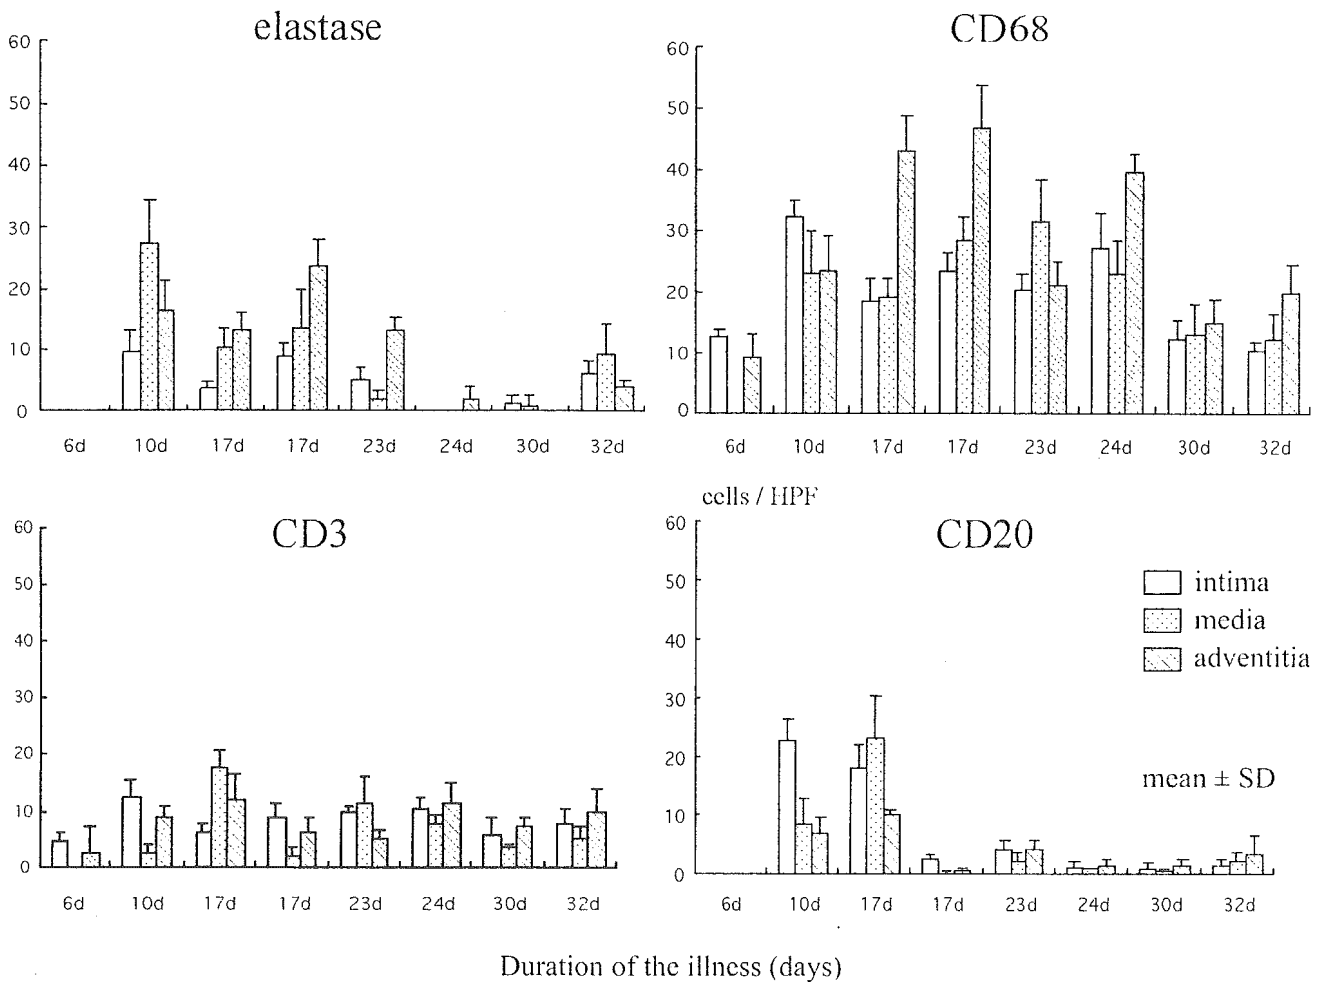 elastase
60
50
40
30
20
10
0
6d 10d 17d 17d 23d 24d 30d 32d
CD68
60
50
40
30
20
10
0
6d 10d 17d 17d 23d 24d 30d 32d
CD3
60
50
40
30
20
10
0
6d 10d 17d 17d 23d 24d 30d 32d
cells / HPF
CD20
60
50
40
30
20
10
0
intima
media
adventitia
mean ± SD
6d 10d 17d 17d 23d 24d 30d 32d
Duration of the illness (days)